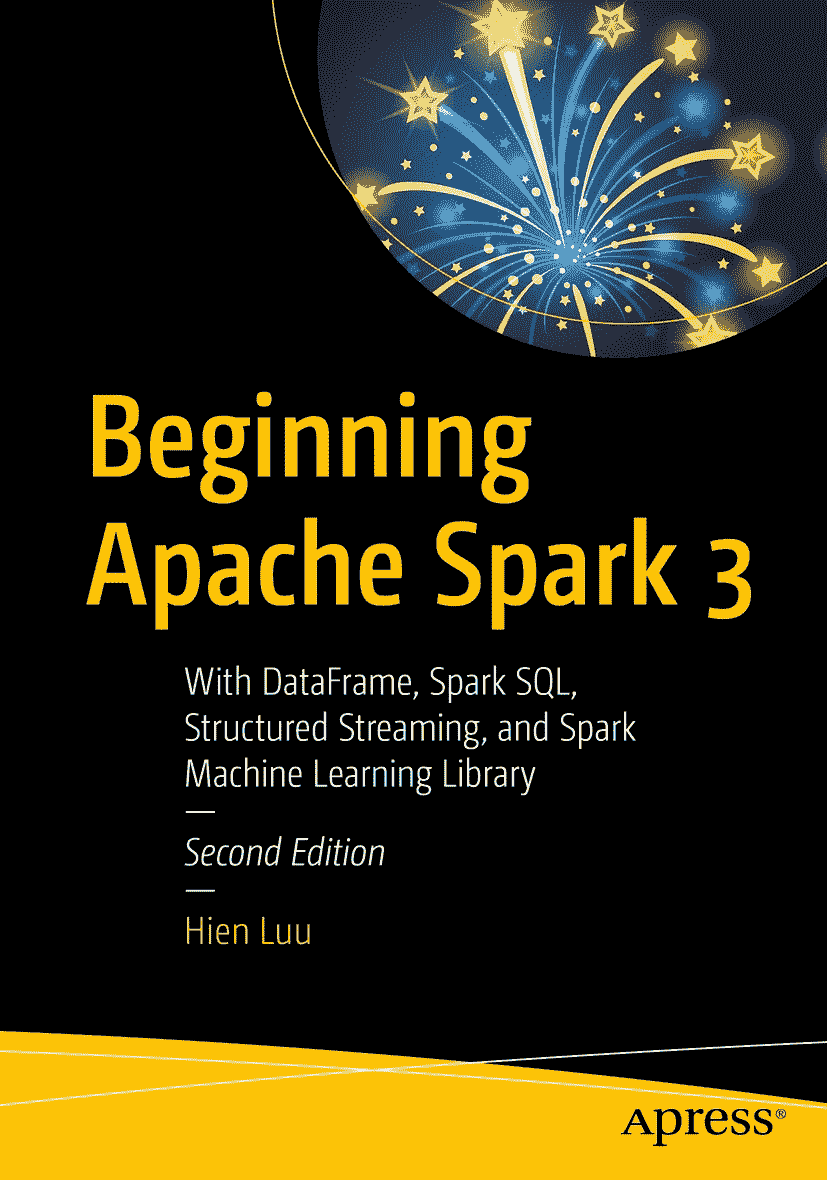 Beginning
Apache Spark 3
With DataFrame, Spark SQL,
Structured Streaming, and Spark
Machine Learning Library
—
Second Edition
—
Hien Luu
Apress®